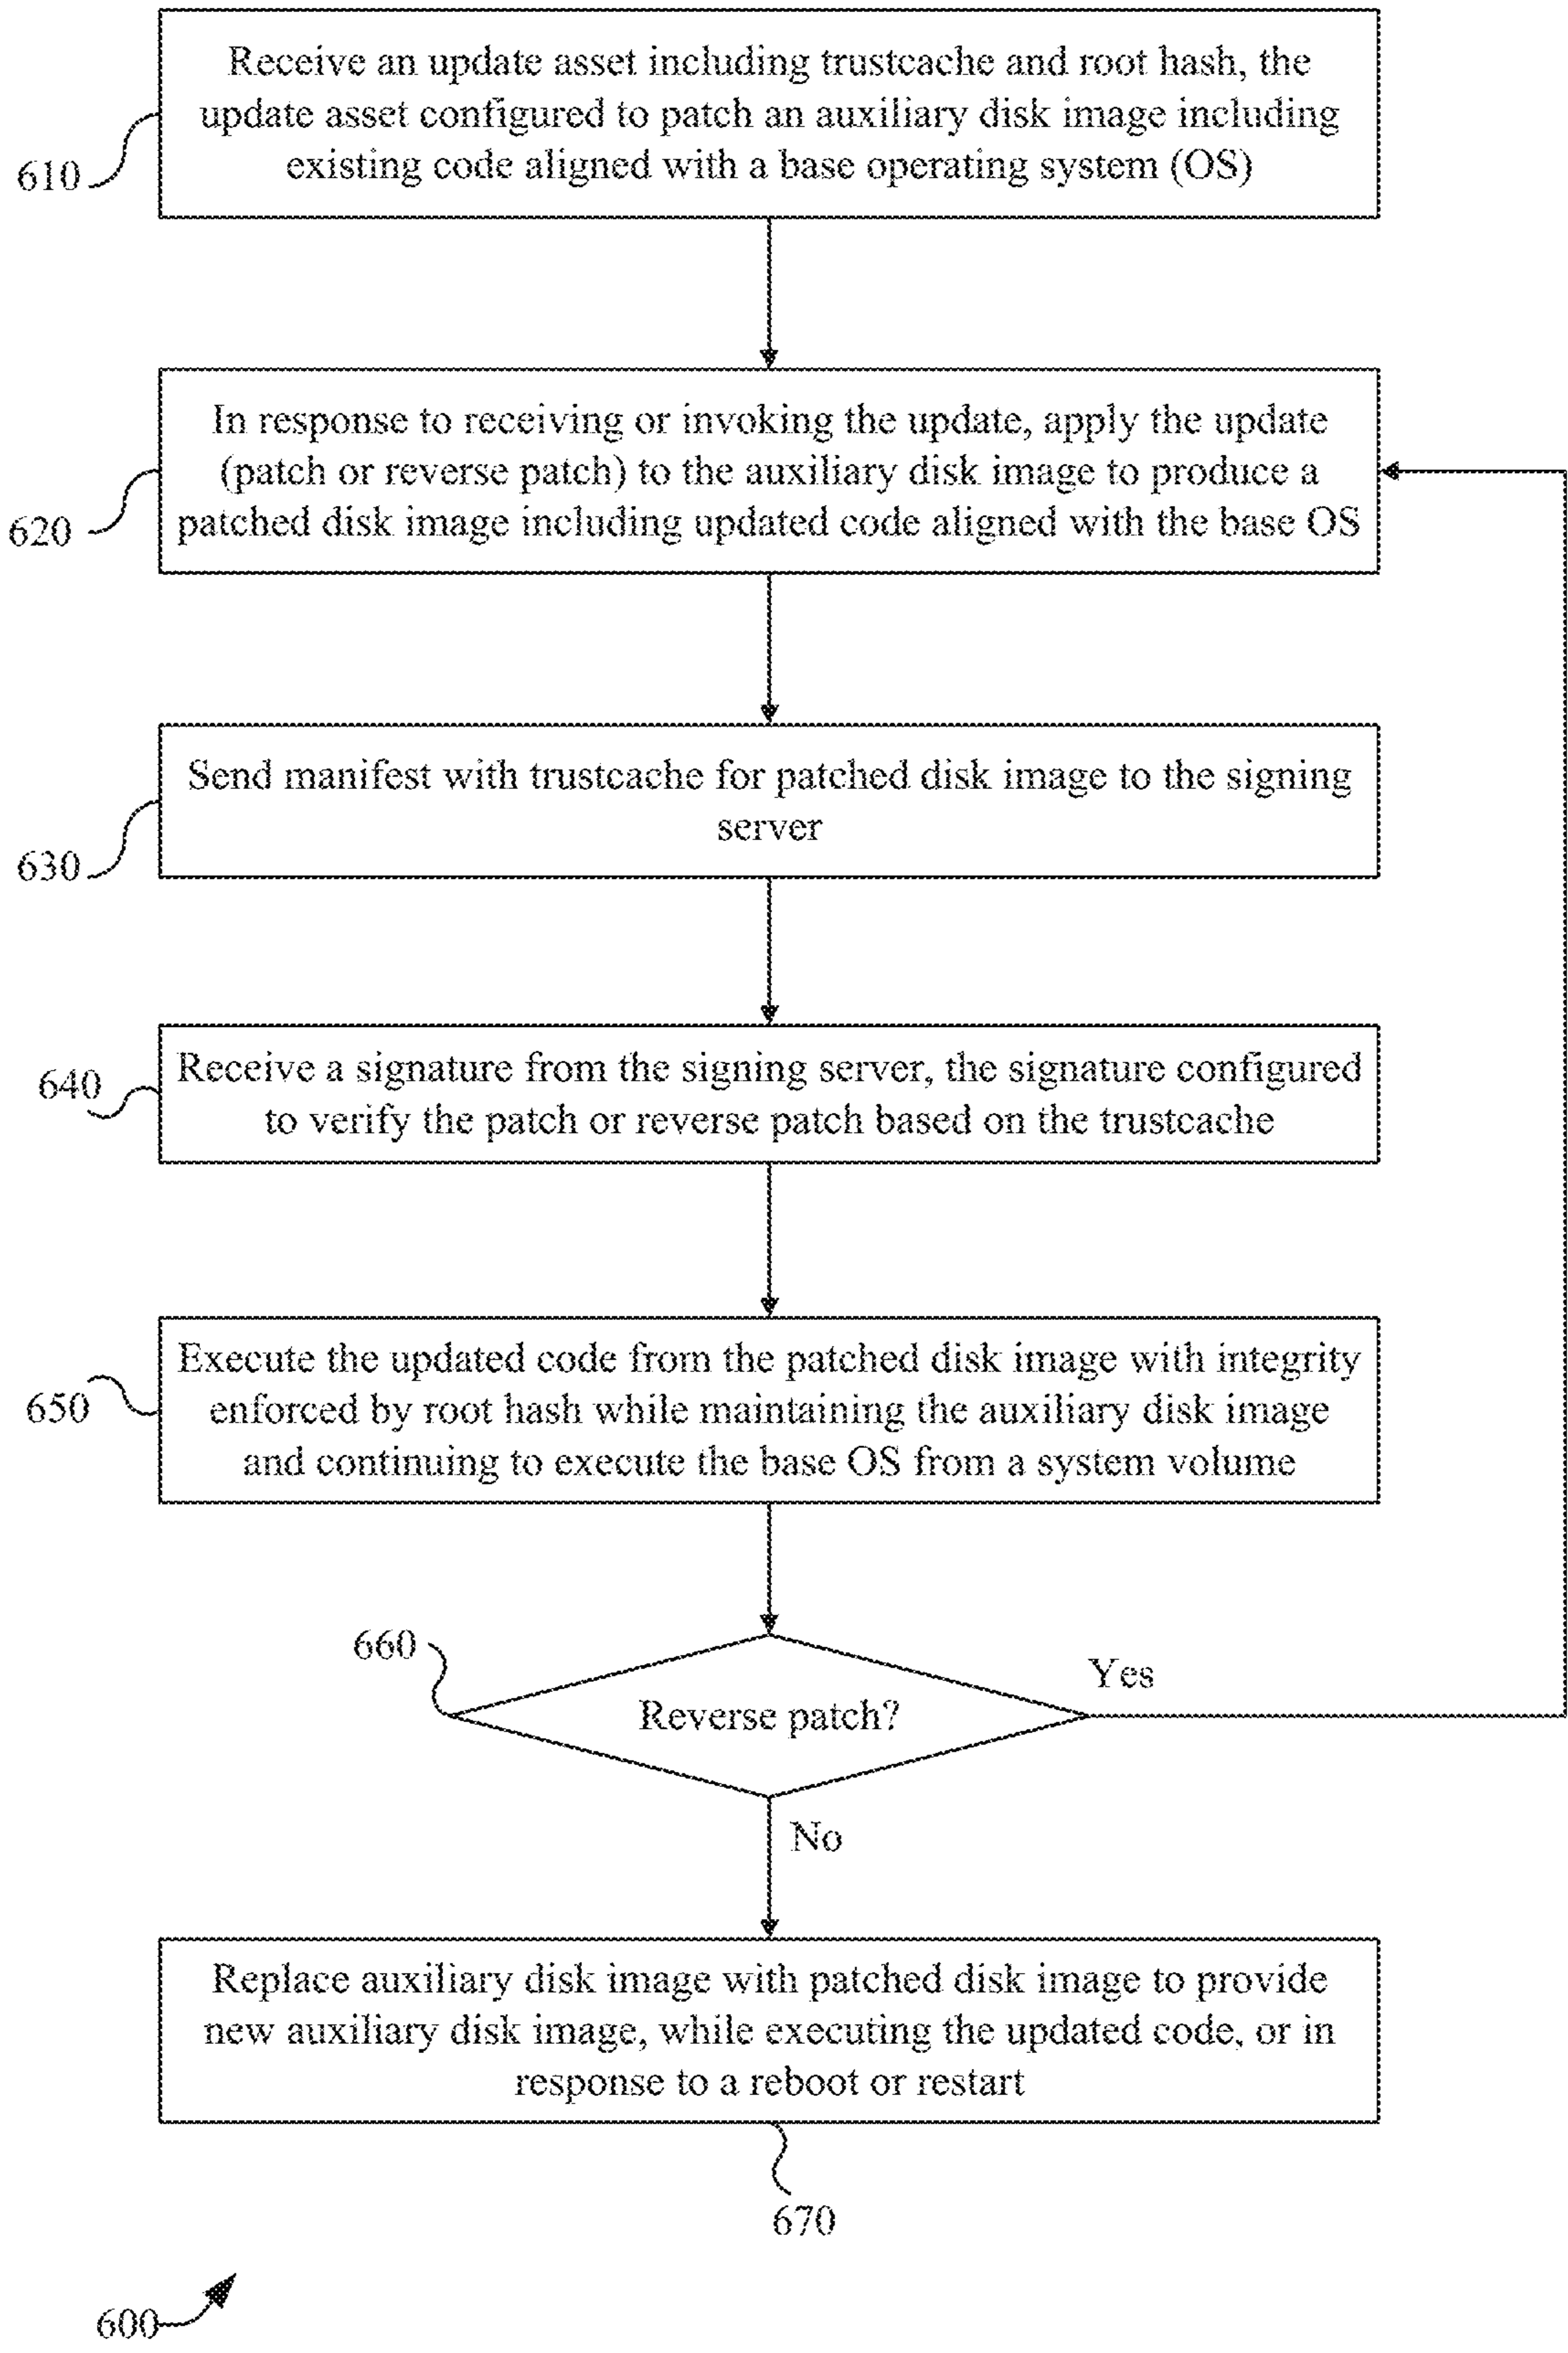 Receive an update asset including trustcache and root hash, the
update asset configured to patch an auxiliary disk image including
existing code aligned with a base operating system (OS)
610
In response to receiving or invoking the update, apply the update
(patch or reverse patch) to the auxiliary disk image to produce a
patched disk image including updated code aligned with the base OS
620
Send manifest with trustcache for patched disk image to the signing
server
630
Receive a signature from the signing server, the signature configured
to verify the patch or reverse patch based on the trustcache
640
Execute the updated code from the patched disk image with integrity
enforced by root hash while maintaining the auxiliary disk image
and continuing to execute the base OS from a system volume
650
660
Reverse patch?
Yes
No
Replace auxiliary disk image with patched disk image to provide
new auxiliary disk image, while executing the updated code, or in
response to a reboot or restart
670
600